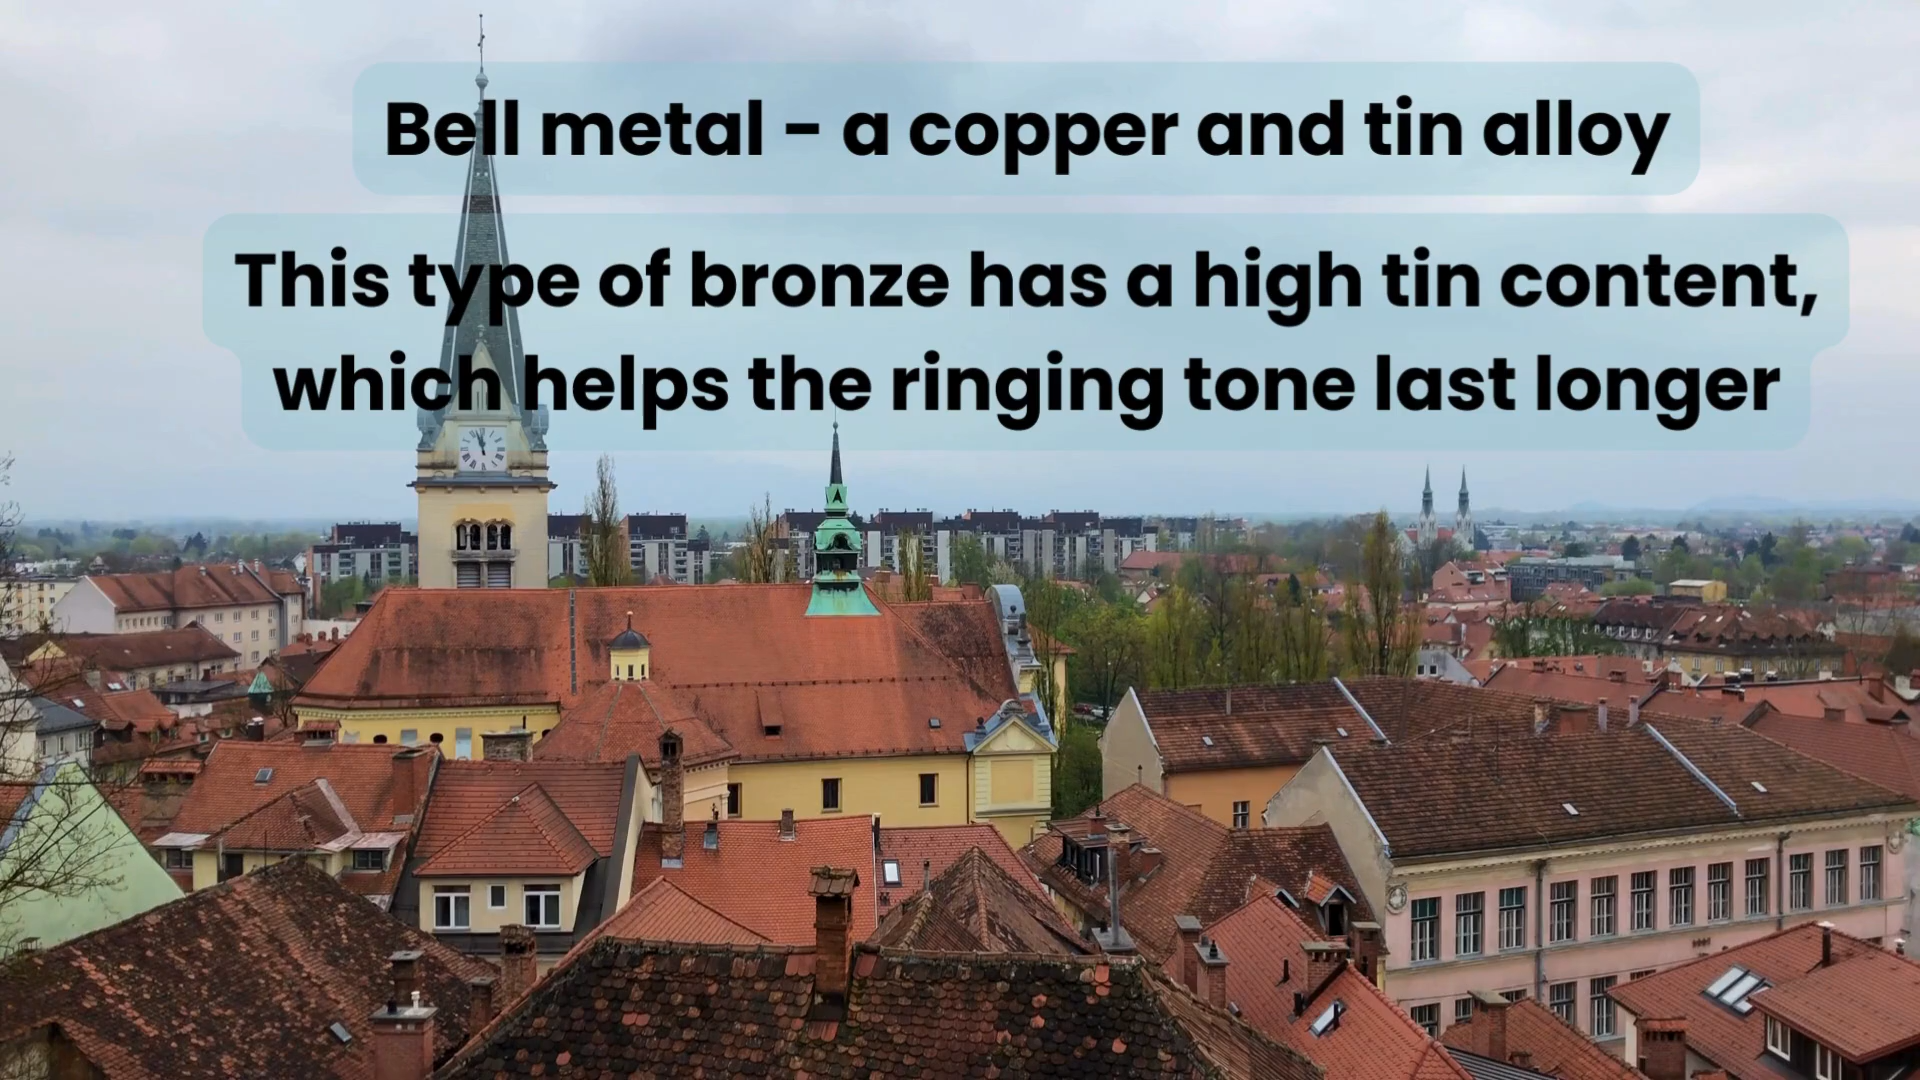 Bell metal - a copper and tin alloy
This type of bronze has a high tin content,
which helps the ringing tone last longer